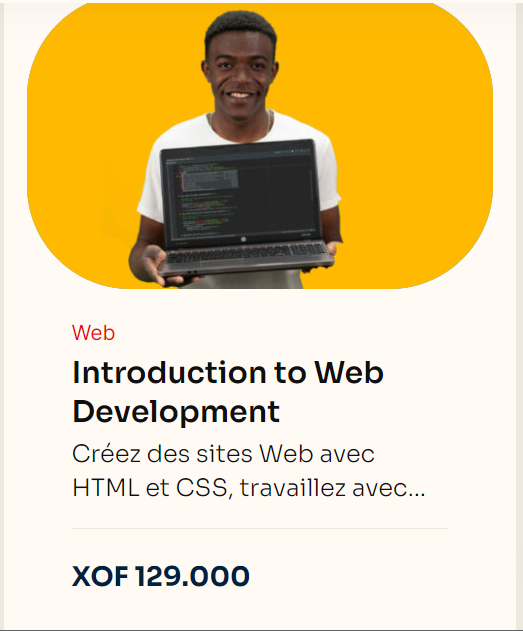 Web
Introduction to Web
Development
Créez des sites Web avec
HTML et CSS, travaillez avec...
XOF 129.000